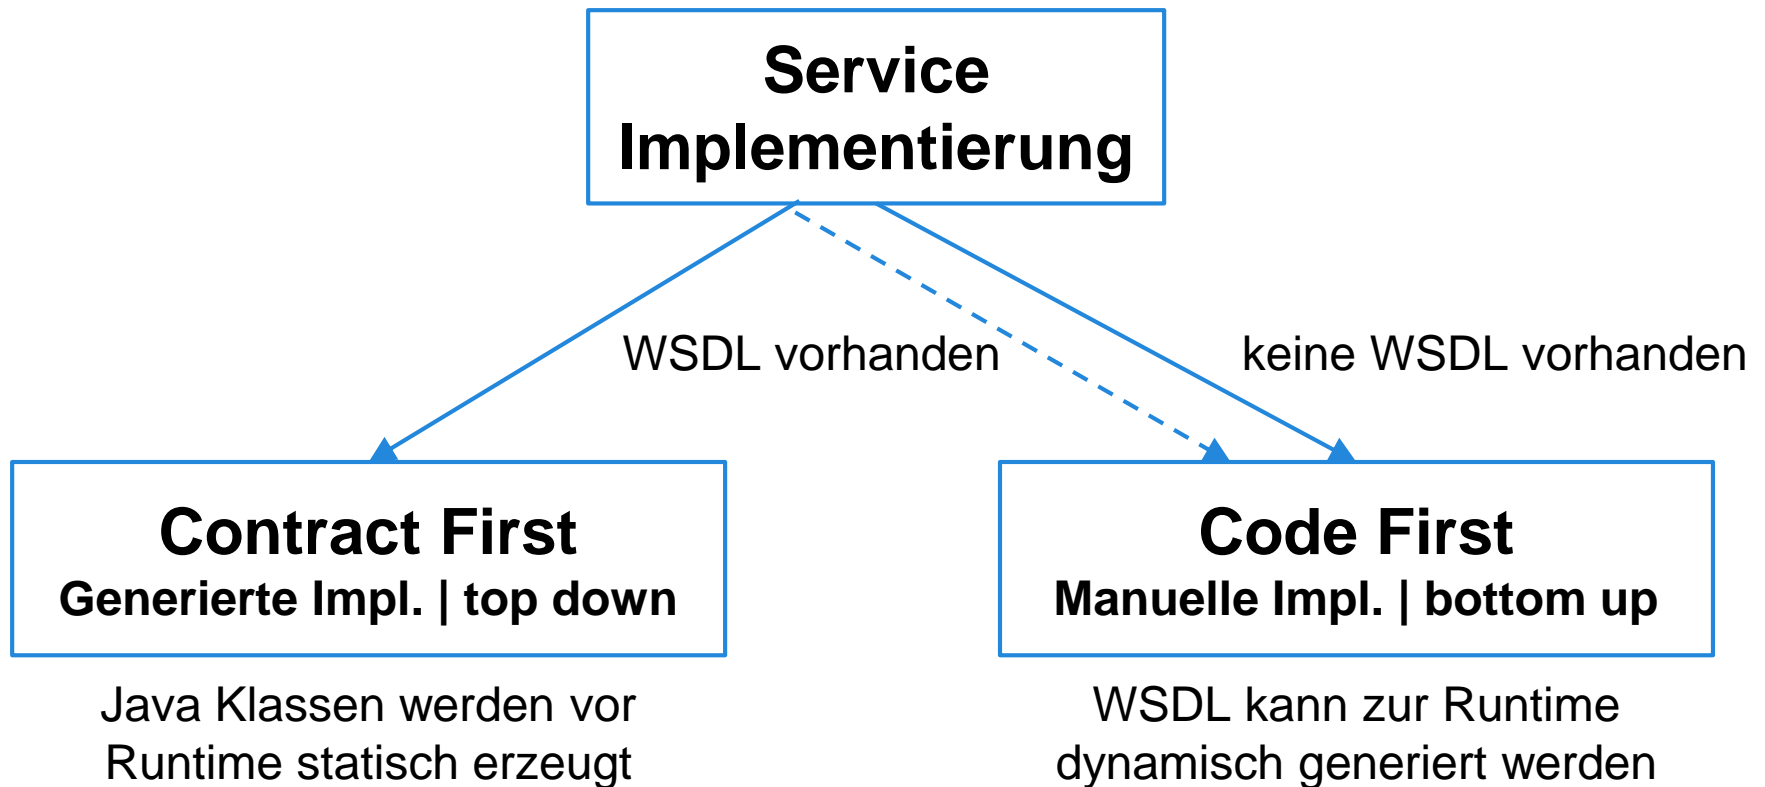 Service
Implementierung
WSDL vorhanden
keine WSDL vorhanden
Contract First
Generierte Impl. | top down
Code First
Manuelle Impl. | bottom up
Java Klassen werden vor
Runtime statisch erzeugt
WSDL kann zur Runtime
dynamisch generiert werden